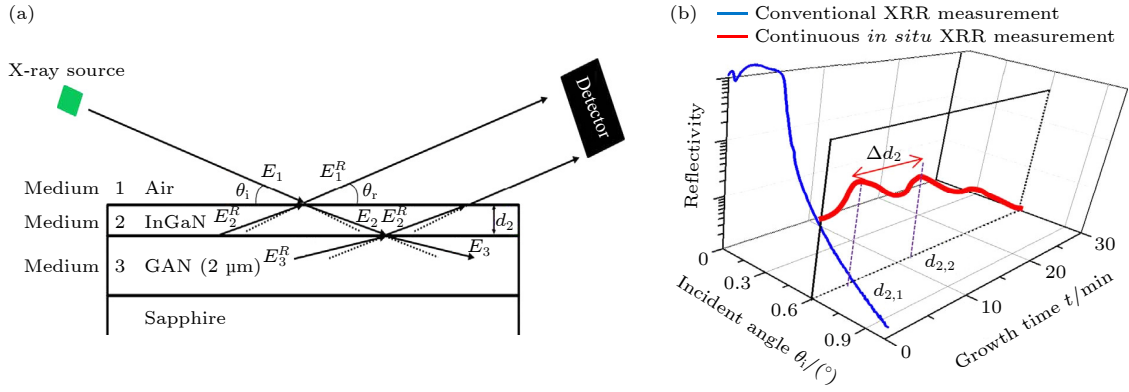 (a)
X-ray source
Detector
E₁
E₁ᴿ
θᵢ
θᵣ
Medium 1 Air
Medium 2 InGaN
E₂ᴿ
E₂
E₂ᴿ
d₂
E₃ᴿ
E₃
3 GAN (2 μm)
Sapphire
(b)
Conventional XRR measurement
Continuous in situ XRR measurement
Reflectivity
Δd₂
d₂,₂
d₂,₁
0
0.3
0.6
0.9
Incident angle θᵢ/(°)
0
10
20
30
Growth time t/min